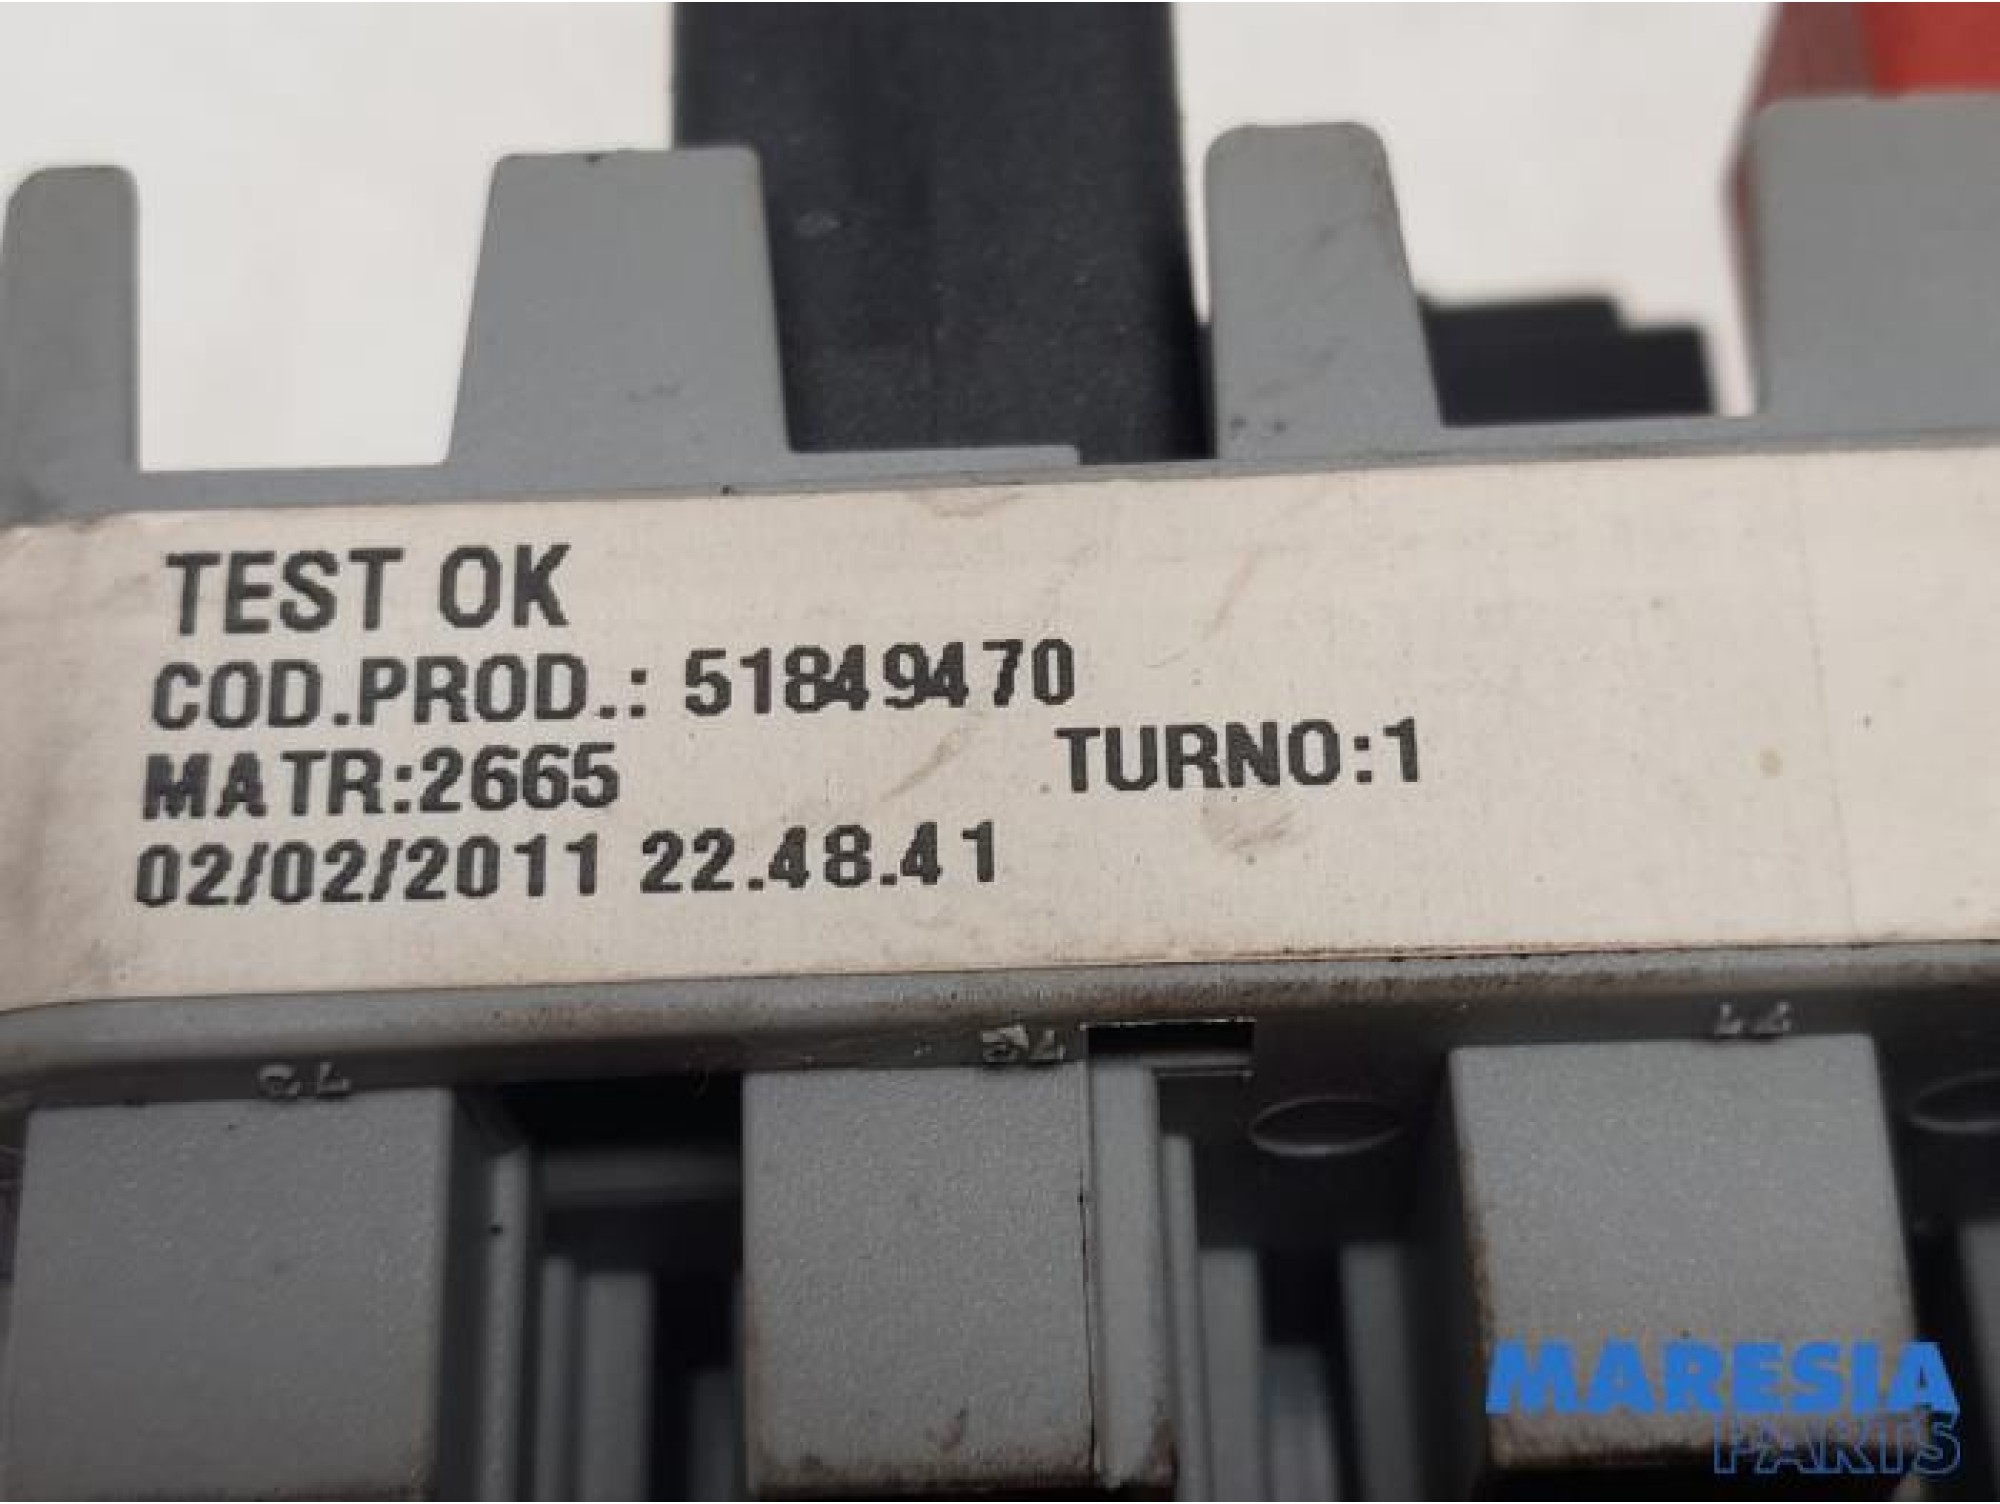 TEST OK
COD.PROD.: 51849470
MATR:2665 TURNO:1
02/02/2011 22.48.41
MARESIA
PARTS